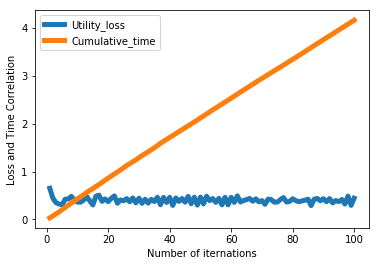 Utility_loss
Cumulative_time
Loss and Time Correlation
4
3
2
1
0
0 20 40 60 80 100
Number of iternations